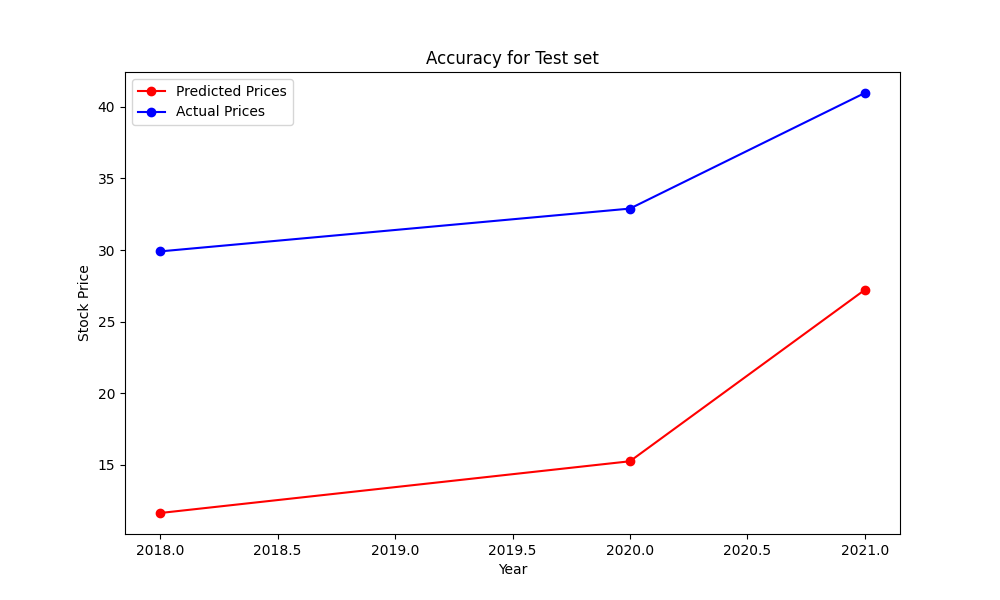 Accuracy for Test set
Predicted Prices
Actual Prices
40
35
30
25
20
15
Stock Price
2018.0 2018.5 2019.0 2019.5 2020.0 2020.5 2021.0
Year